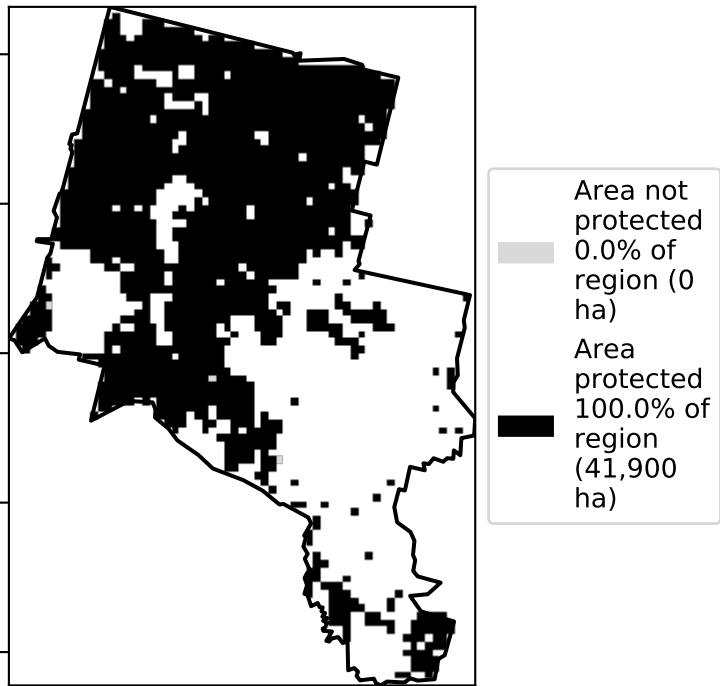 Area not
protected
0.0% of
region (0
ha)
Area
protected
100.0% of
region
(41,900
ha)